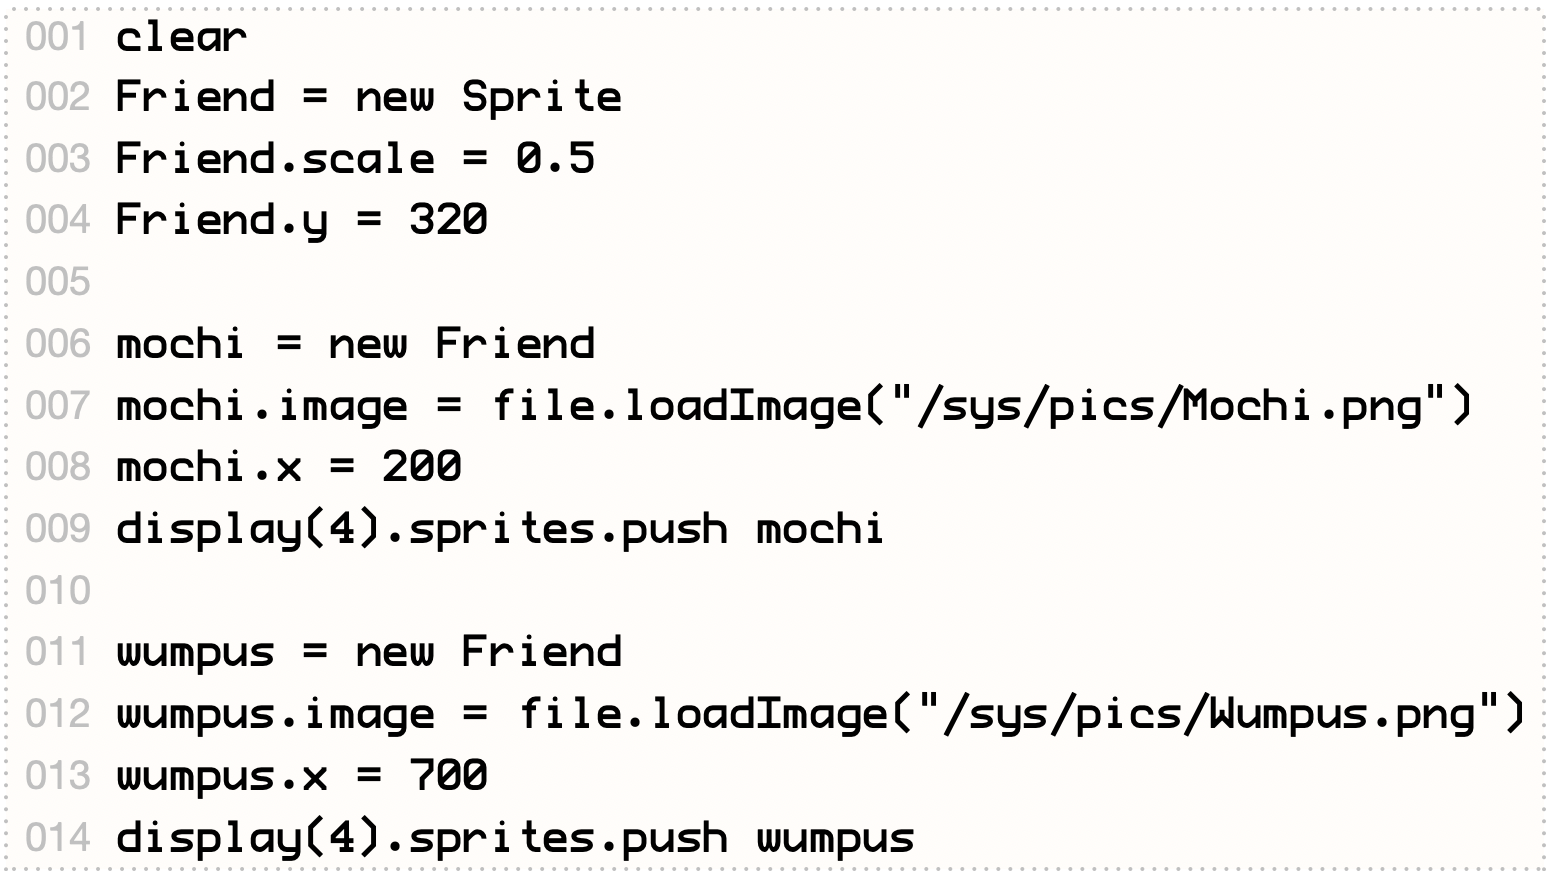 001 clear
002 Friend = new Sprite
003 Friend.scale = 0.5
004 Friend.y = 320
005
006 mochi = new Friend
007 mochi.image = file.loadImage("/sys/pics/Mochi.png")
008 mochi.x = 200
009 display(4).sprites.push mochi
010
011 wumpus = new Friend
012 wumpus.image = file.loadImage("/sys/pics/Wumpus.png")
013 wumpus.x = 700
014 display(4).sprites.push wumpus